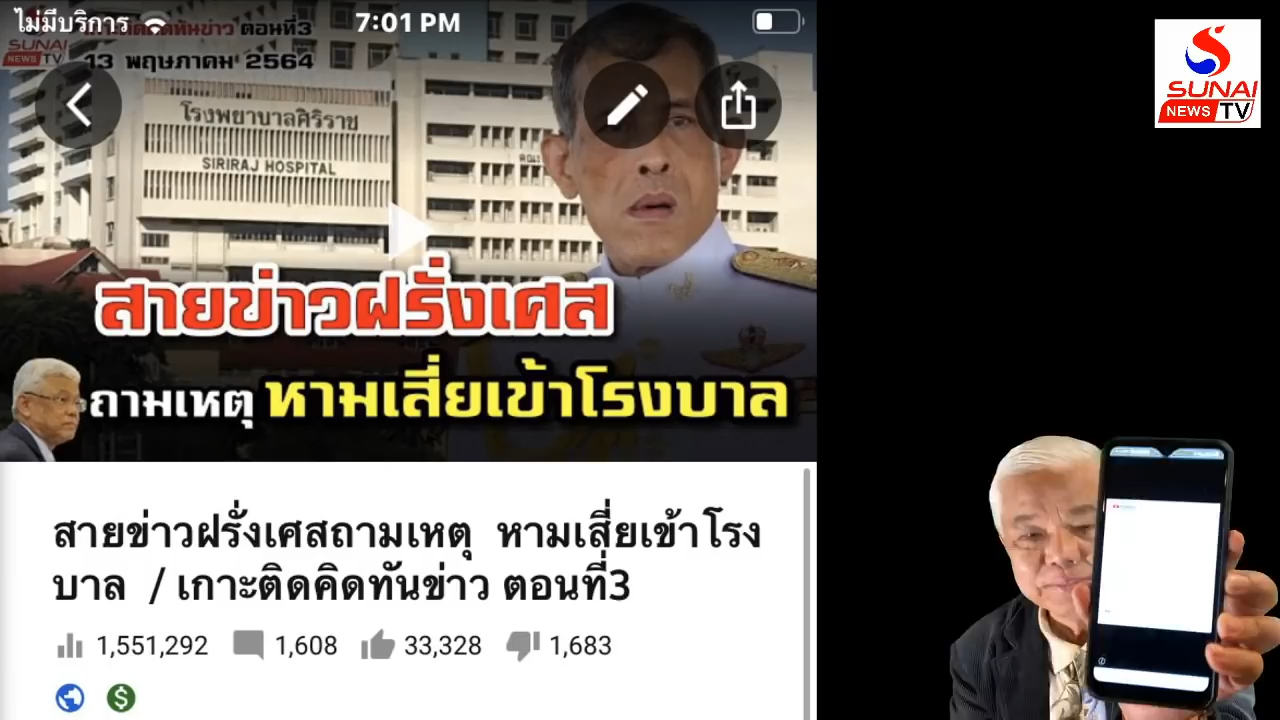 ไม่มีบริการ
7:01 PM
ตอนที่3
SUNAI
NEWS TV
13 พฤษภาคม 2564
โรงพยาบาลศิริราช
SIRIRAJ HOSPITAL
สายข่าวฝรั่งเศส
ถามเหตุ หามเสี่ยเข้าโรงบาล
สายข่าวฝรั่งเศสถามเหตุ หามเสี่ยเข้าโรง
บาล / เกาะติดคิดทันข่าว ตอนที่3
1,551,292 1,608 33,328 1,683
SUNAI
NEWS TV